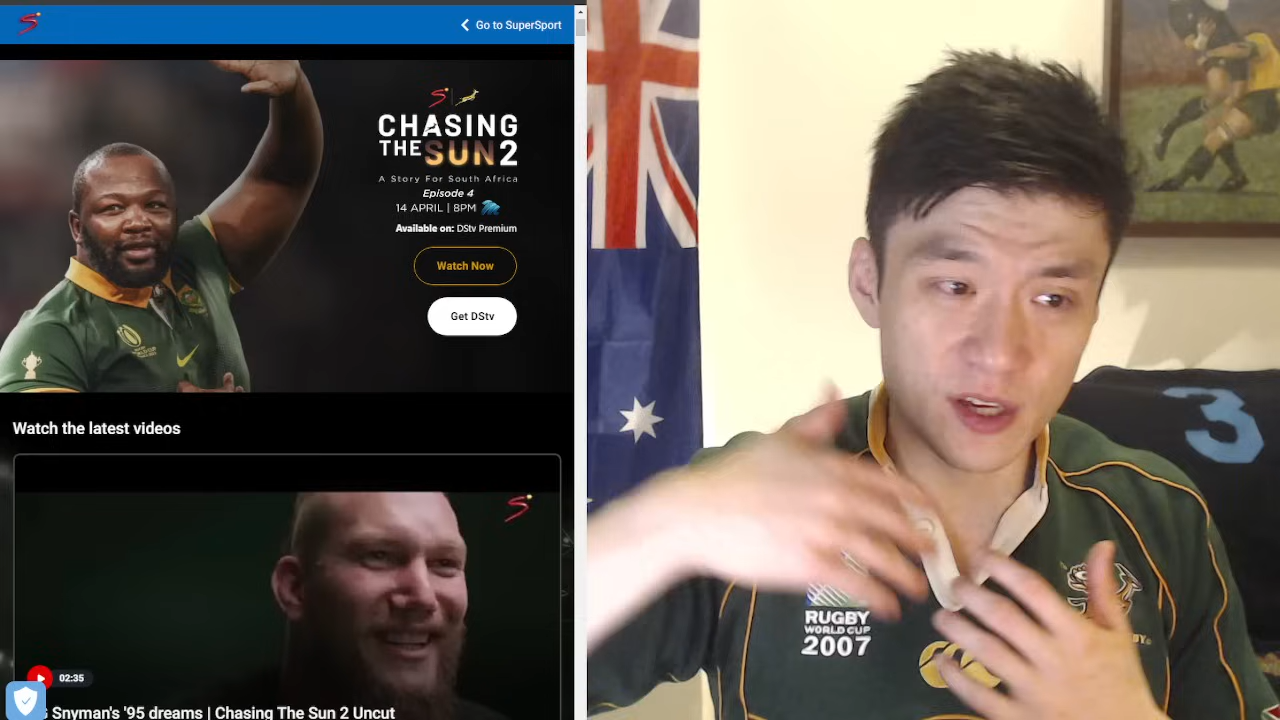 Go to SuperSport
CHASING
THE SUN 2
A Story For South Africa
Episode 4
14 APRIL | 8PM
Available on: DStv Premium
Watch Now
Get DStv
Watch the latest videos
02:35
Snyman's '95 dreams | Chasing The Sun 2 Uncut
RUGBY
WORLD CUP
2007
3